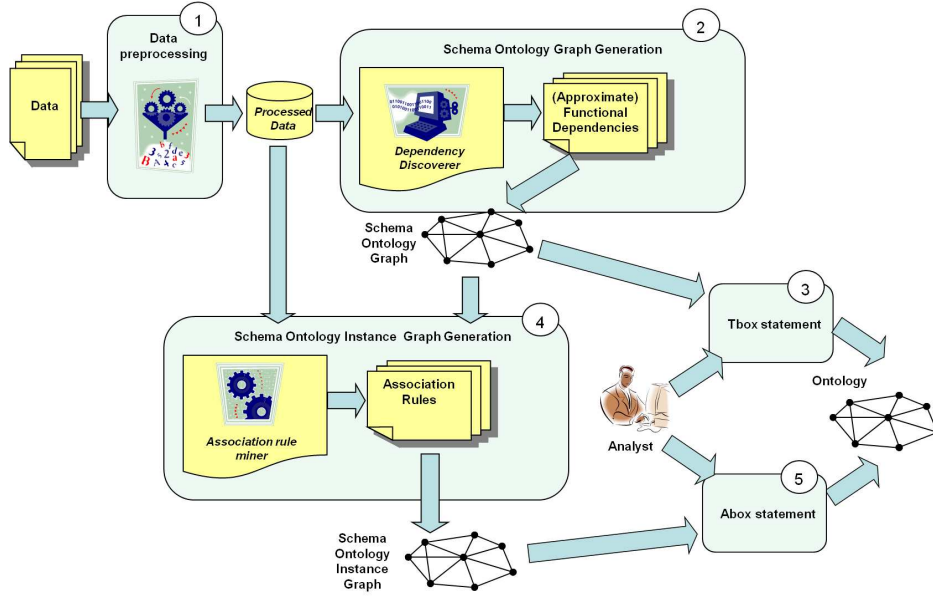 1
Data
preprocessing
Data
Processed
Data
2
Schema Ontology Graph Generation
011001100111001100
010100110110010011
Dependency
Discoverer
(Approximate)
Functional
Dependencies
Schema
Ontology
Graph
3
Tbox statement
4
Schema Ontology Instance Graph Generation
Association rule
miner
Association
Rules
Analyst
Ontology
5
Abox statement
Schema
Ontology
Instance
Graph